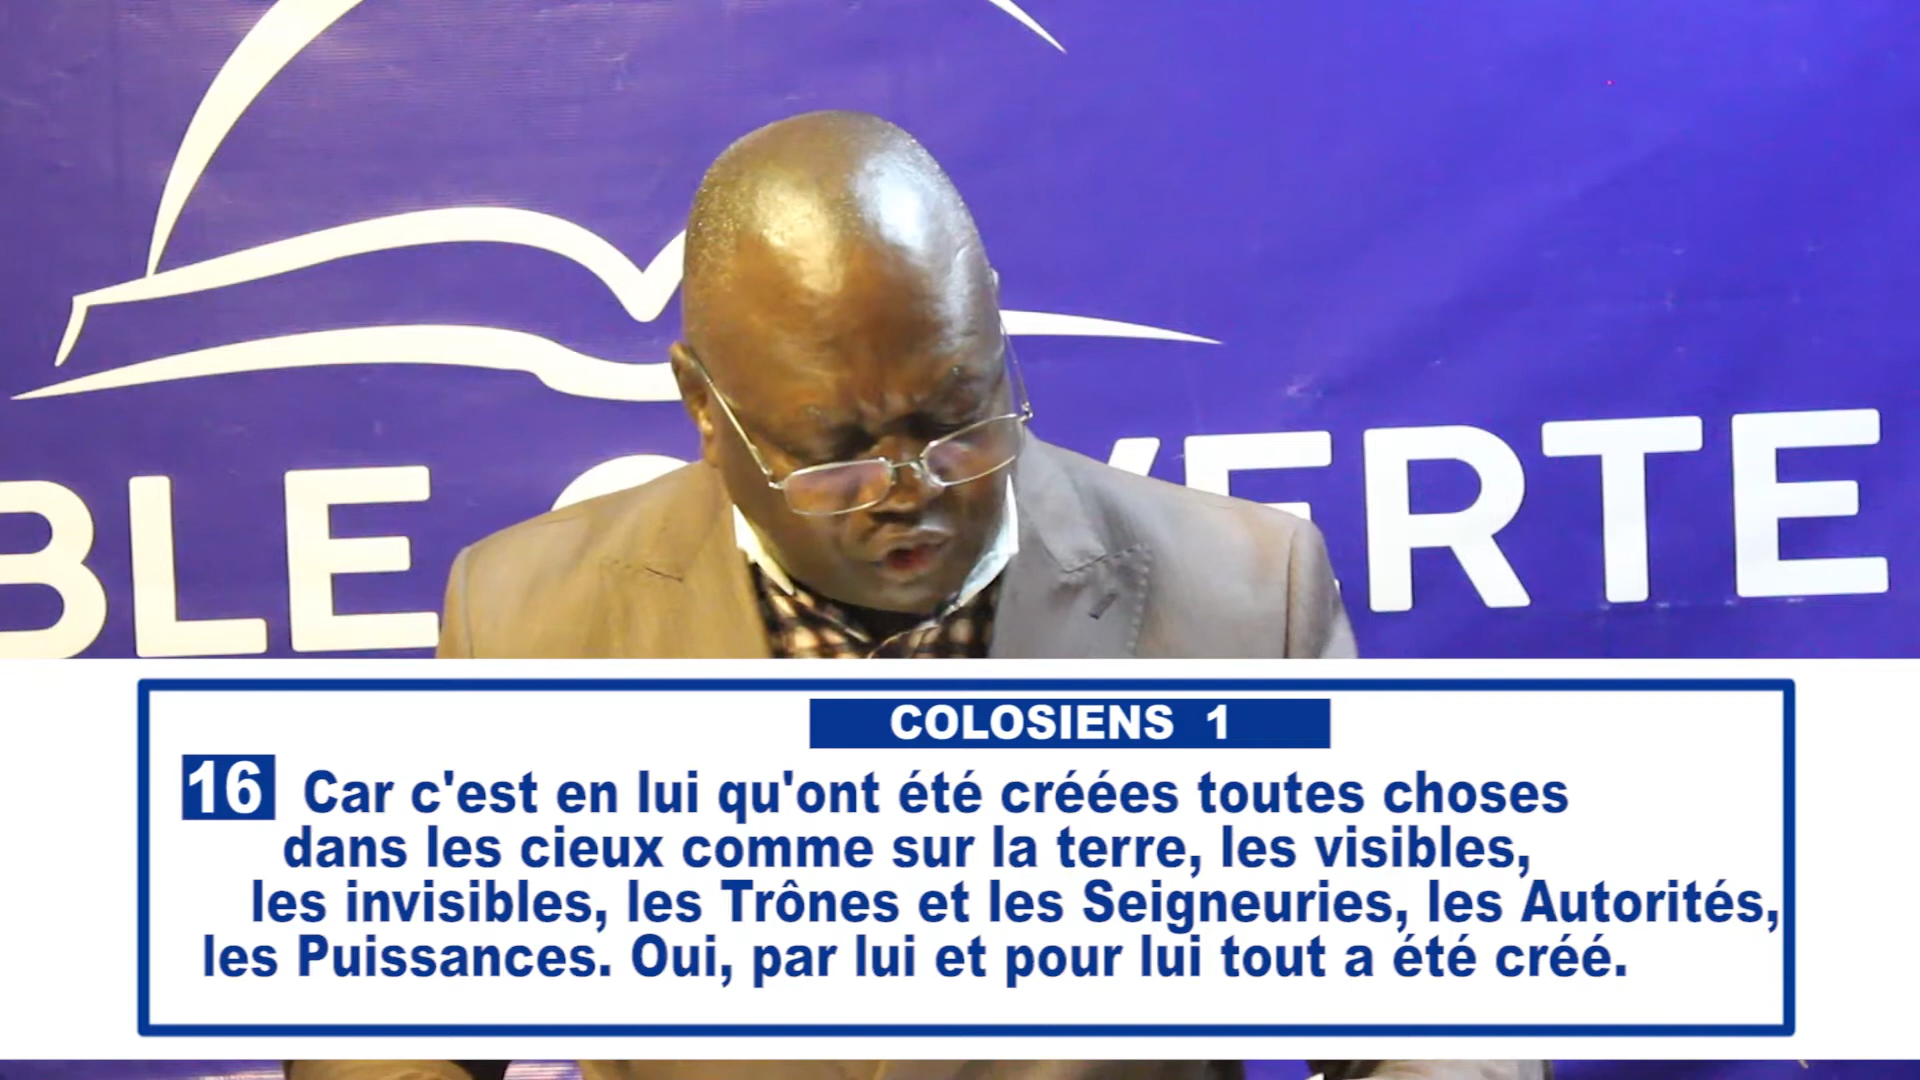 BLE OUVERTE
COLOSIENS 1
16 Car c'est en lui qu'ont été créées toutes choses
dans les cieux comme sur la terre, les visibles,
les invisibles, les Trônes et les Seigneuries, les Autorités,
les Puissances. Oui, par lui et pour lui tout a été créé.